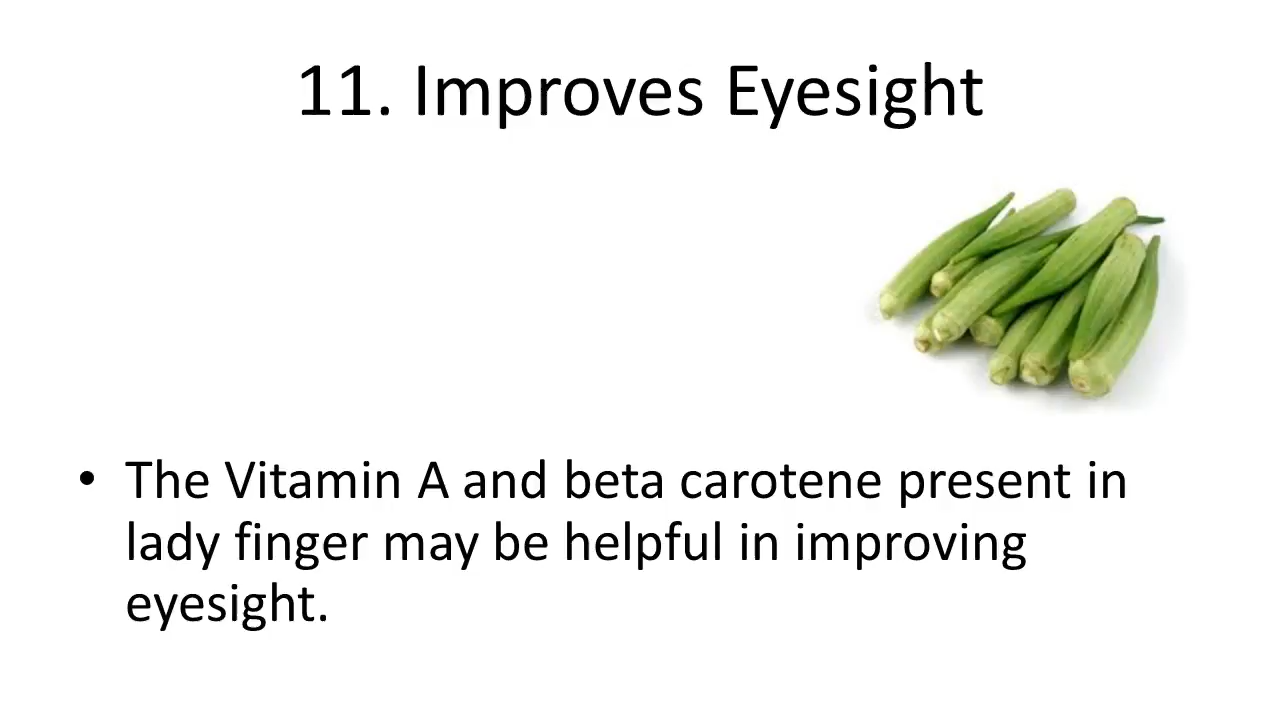 11. Improves Eyesight
• The Vitamin A and beta carotene present in
lady finger may be helpful in improving
eyesight.